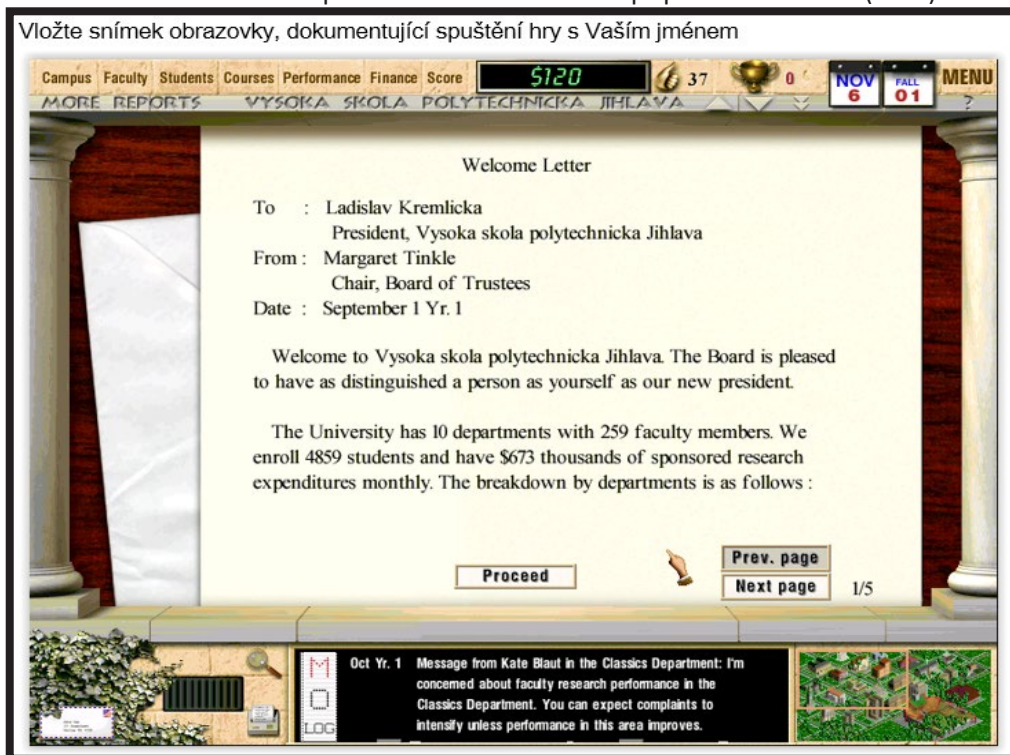 Vložte snímek obrazovky, dokumentující spuštění hry s Vaším jménem
Campus Faculty Students Courses Performance Finance Score $120 37 0 NOV 6 FALL 01 MENU
MORE REPORTS VYSOKA SKOLA POLYTECHNICKA JIHLAVA ?
Welcome Letter
To : Ladislav Kremlicka
President, Vysoka skola polytechnicka Jihlava
From : Margaret Tinkle
Chair, Board of Trustees
Date : September 1 Yr. 1
Welcome to Vysoka skola polytechnicka Jihlava. The Board is pleased
to have as distinguished a person as yourself as our new president.
The University has 10 departments with 259 faculty members. We
enroll 4859 students and have $673 thousands of sponsored research
expenditures monthly. The breakdown by departments is as follows :
Prev. page
Proceed
Next page 1/5
M O LOG
Oct Yr. 1 Message from Kate Blaut in the Classics Department: I'm
concerned about faculty research performance in the
Classics Department. You can expect complaints to
intensify unless performance in this area improves.